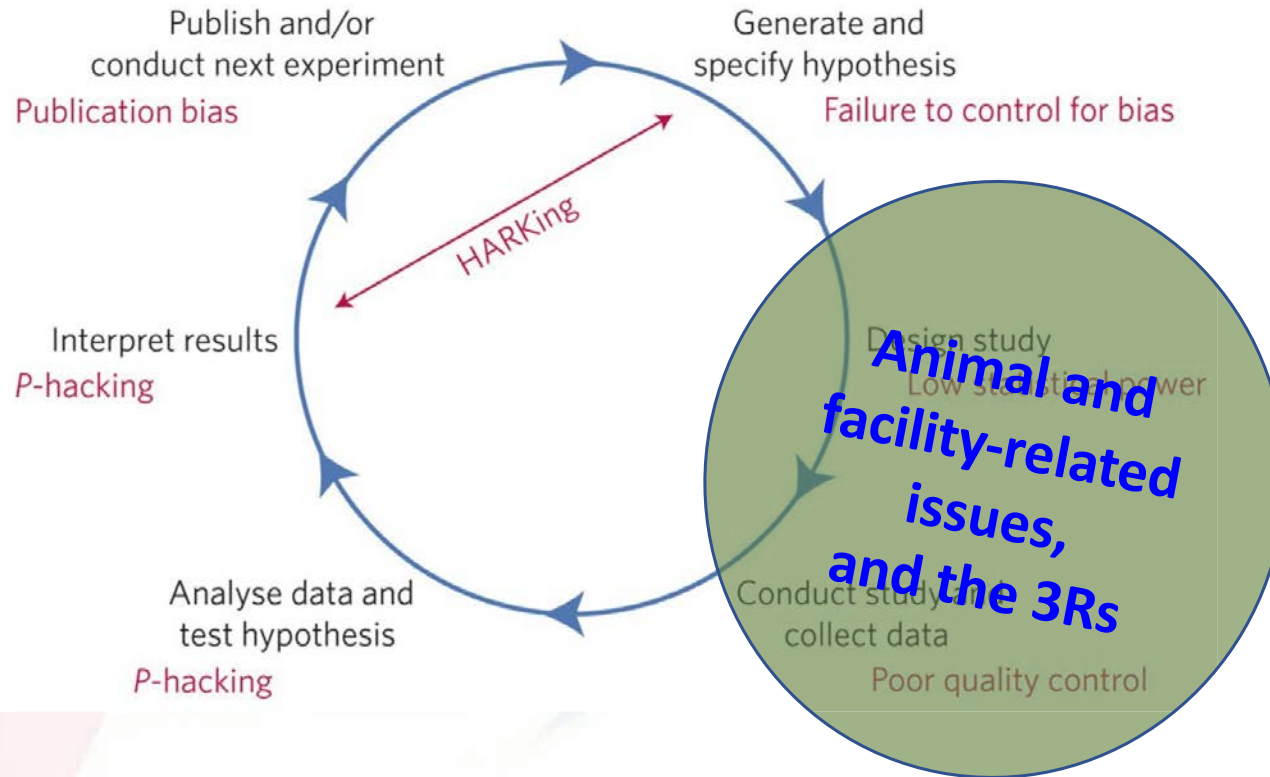 Publish and/or
conduct next experiment
Publication bias
Generate and
specify hypothesis
Failure to control for bias
HARKing
Interpret results
P-hacking
Design study
Low statistical power
Animal and
facility-related
issues,
and the 3Rs
Analyse data and
test hypothesis
P-hacking
Conduct study and
collect data
Poor quality control